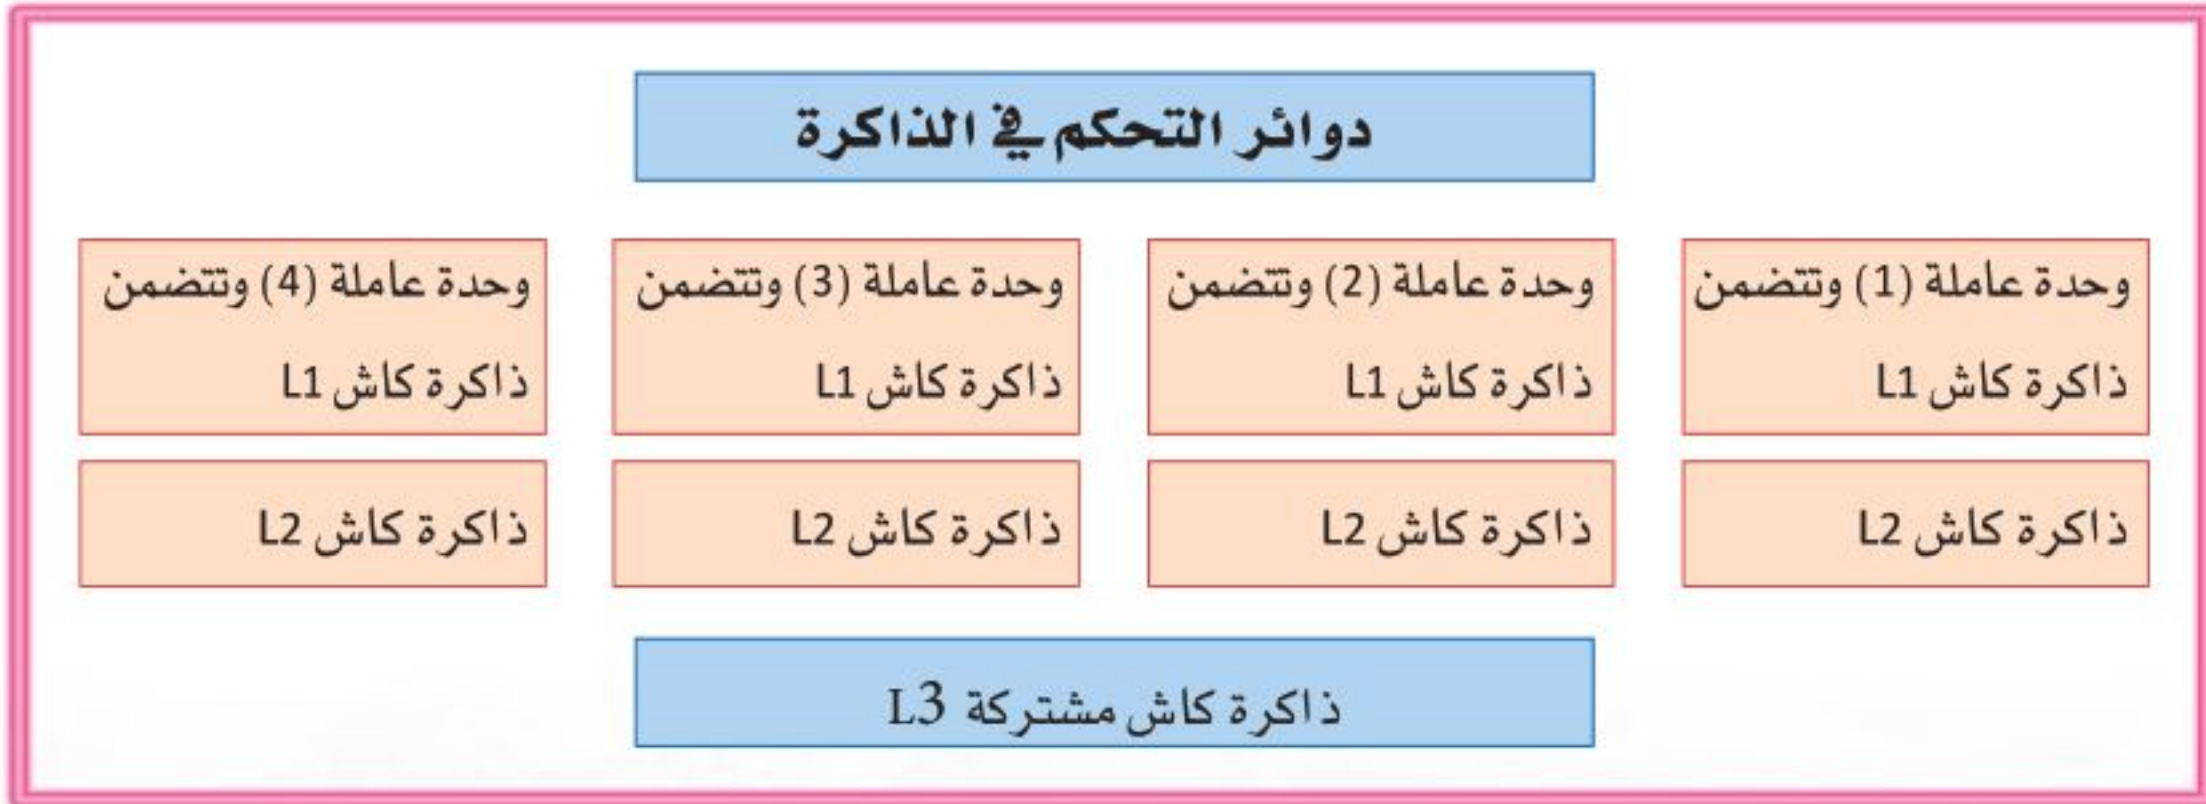 دوائر التحكم في الذاكرة
وحدة عاملة (1) وتتضمن
ذاكرة كاش L1
وحدة عاملة (2) وتتضمن
ذاكرة كاش L1
وحدة عاملة (3) وتتضمن
ذاكرة كاش L1
وحدة عاملة (4) وتتضمن
ذاكرة كاش L1
ذاكرة كاش L2
ذاكرة كاش L2
ذاكرة كاش L2
ذاكرة كاش L2
ذاكرة كاش مشتركة L3